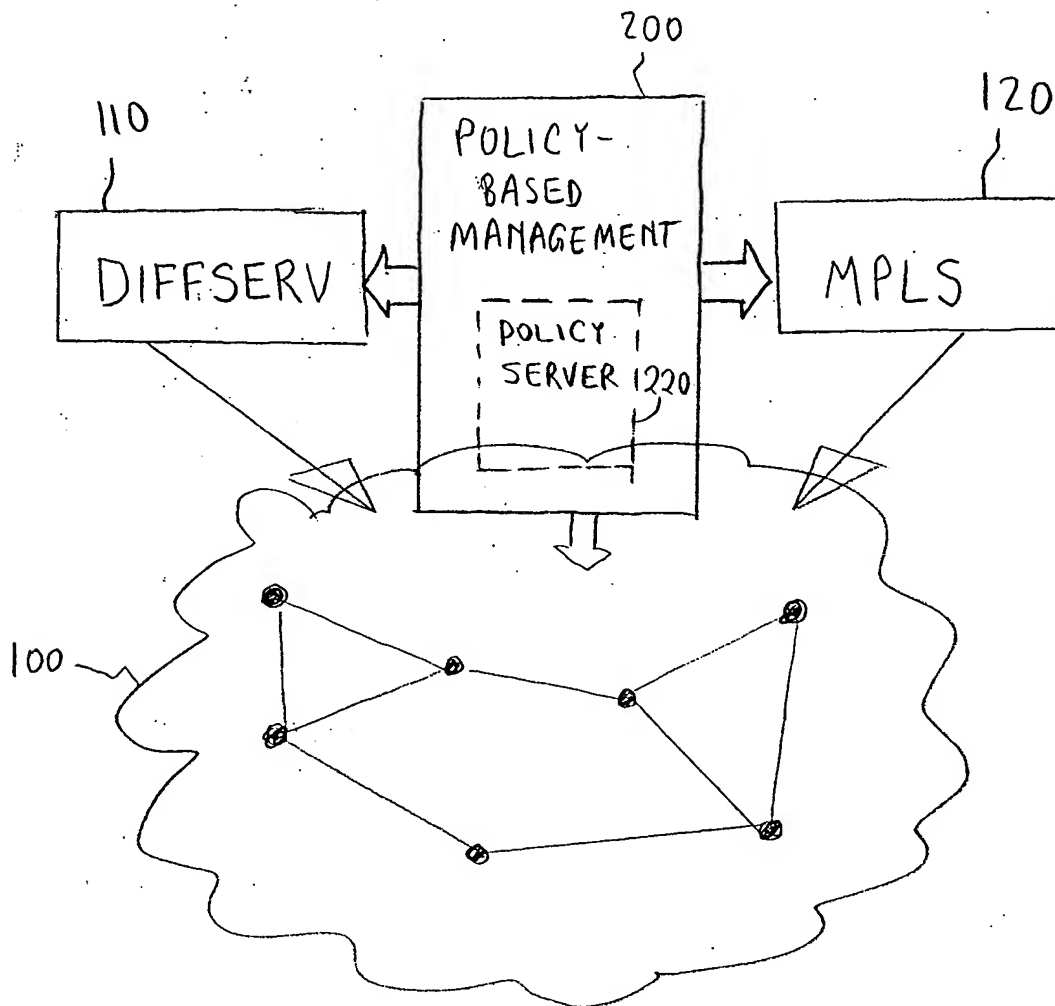 200
110
120
POLICY-
BASED
MANAGEMENT
DIFFSERV
MPLS
POLICY
SERVER 1220
100